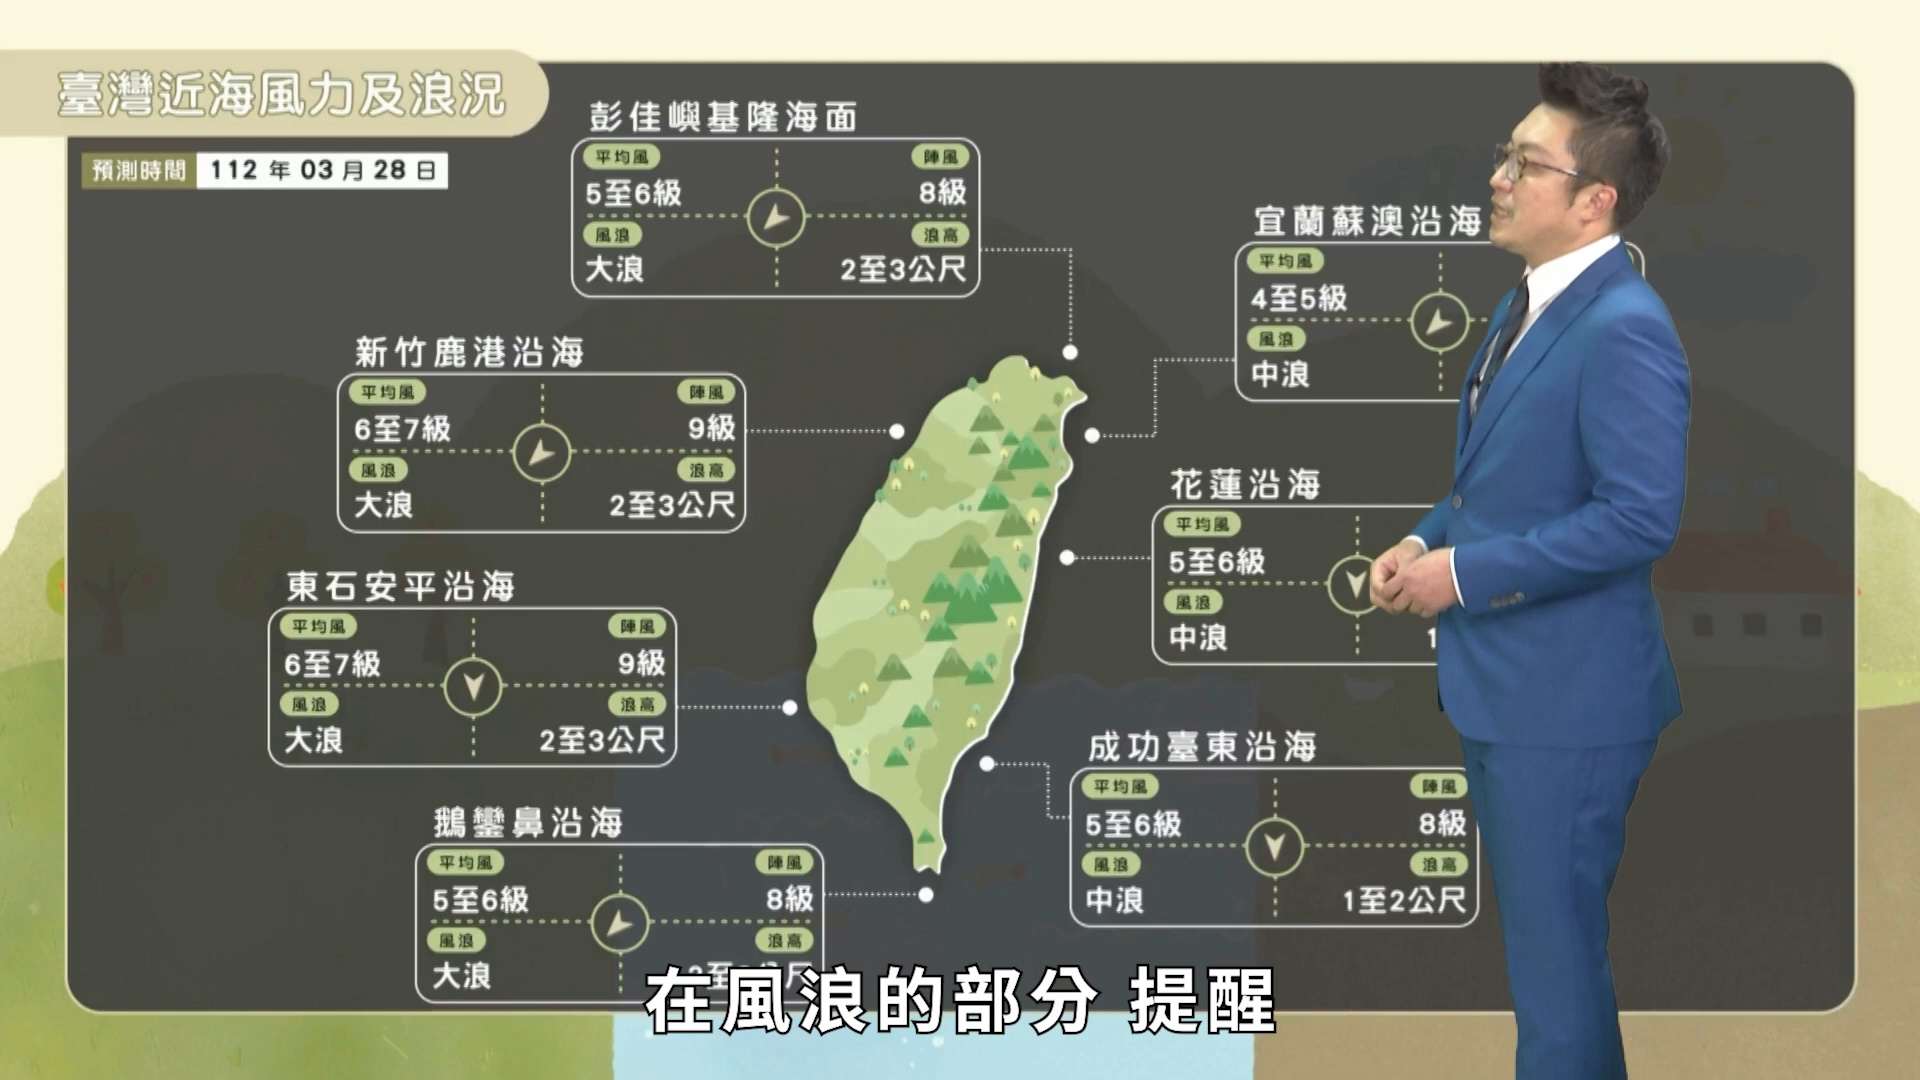 臺灣近海風力及浪況
預測時間 112 年 03 月 28 日
彭佳嶼基隆海面
平均風 陣風
5至6級 8級
風浪 浪高
大浪 2至3公尺
宜蘭蘇澳沿海
平均風
4至5級
風浪
中浪
新竹鹿港沿海
平均風 陣風
6至7級 9級
風浪 浪高
大浪 2至3公尺
花蓮沿海
平均風
5至6級
風浪
中浪 1
東石安平沿海
平均風 陣風
6至7級 9級
風浪 浪高
大浪 2至3公尺
成功臺東沿海
平均風 陣風
5至6級 8級
風浪 浪高
中浪 1至2公尺
鵝鑾鼻沿海
平均風 陣風
5至6級 8級
風浪 浪高
大浪
在風浪的部分 提醒